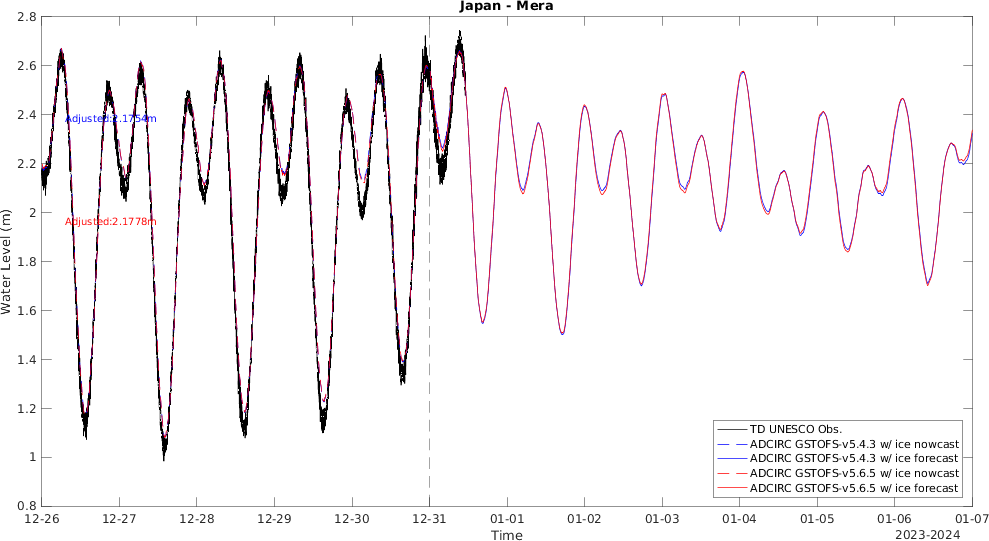 Japan - Mera
2.8
2.6
2.4
2.2
2
1.8
1.6
1.4
1.2
1
0.8
Water Level (m)
Adjusted:2.1754m
Adjusted:2.1778m
TD UNESCO Obs.
ADCIRC GSTOFS-v5.4.3 w/ ice nowcast
ADCIRC GSTOFS-v5.4.3 w/ ice forecast
ADCIRC GSTOFS-v5.6.5 w/ ice nowcast
ADCIRC GSTOFS-v5.6.5 w/ ice forecast
12-26 12-27 12-28 12-29 12-30 12-31 01-01 01-02 01-03 01-04 01-05 01-06 01-07
Time
2023-2024